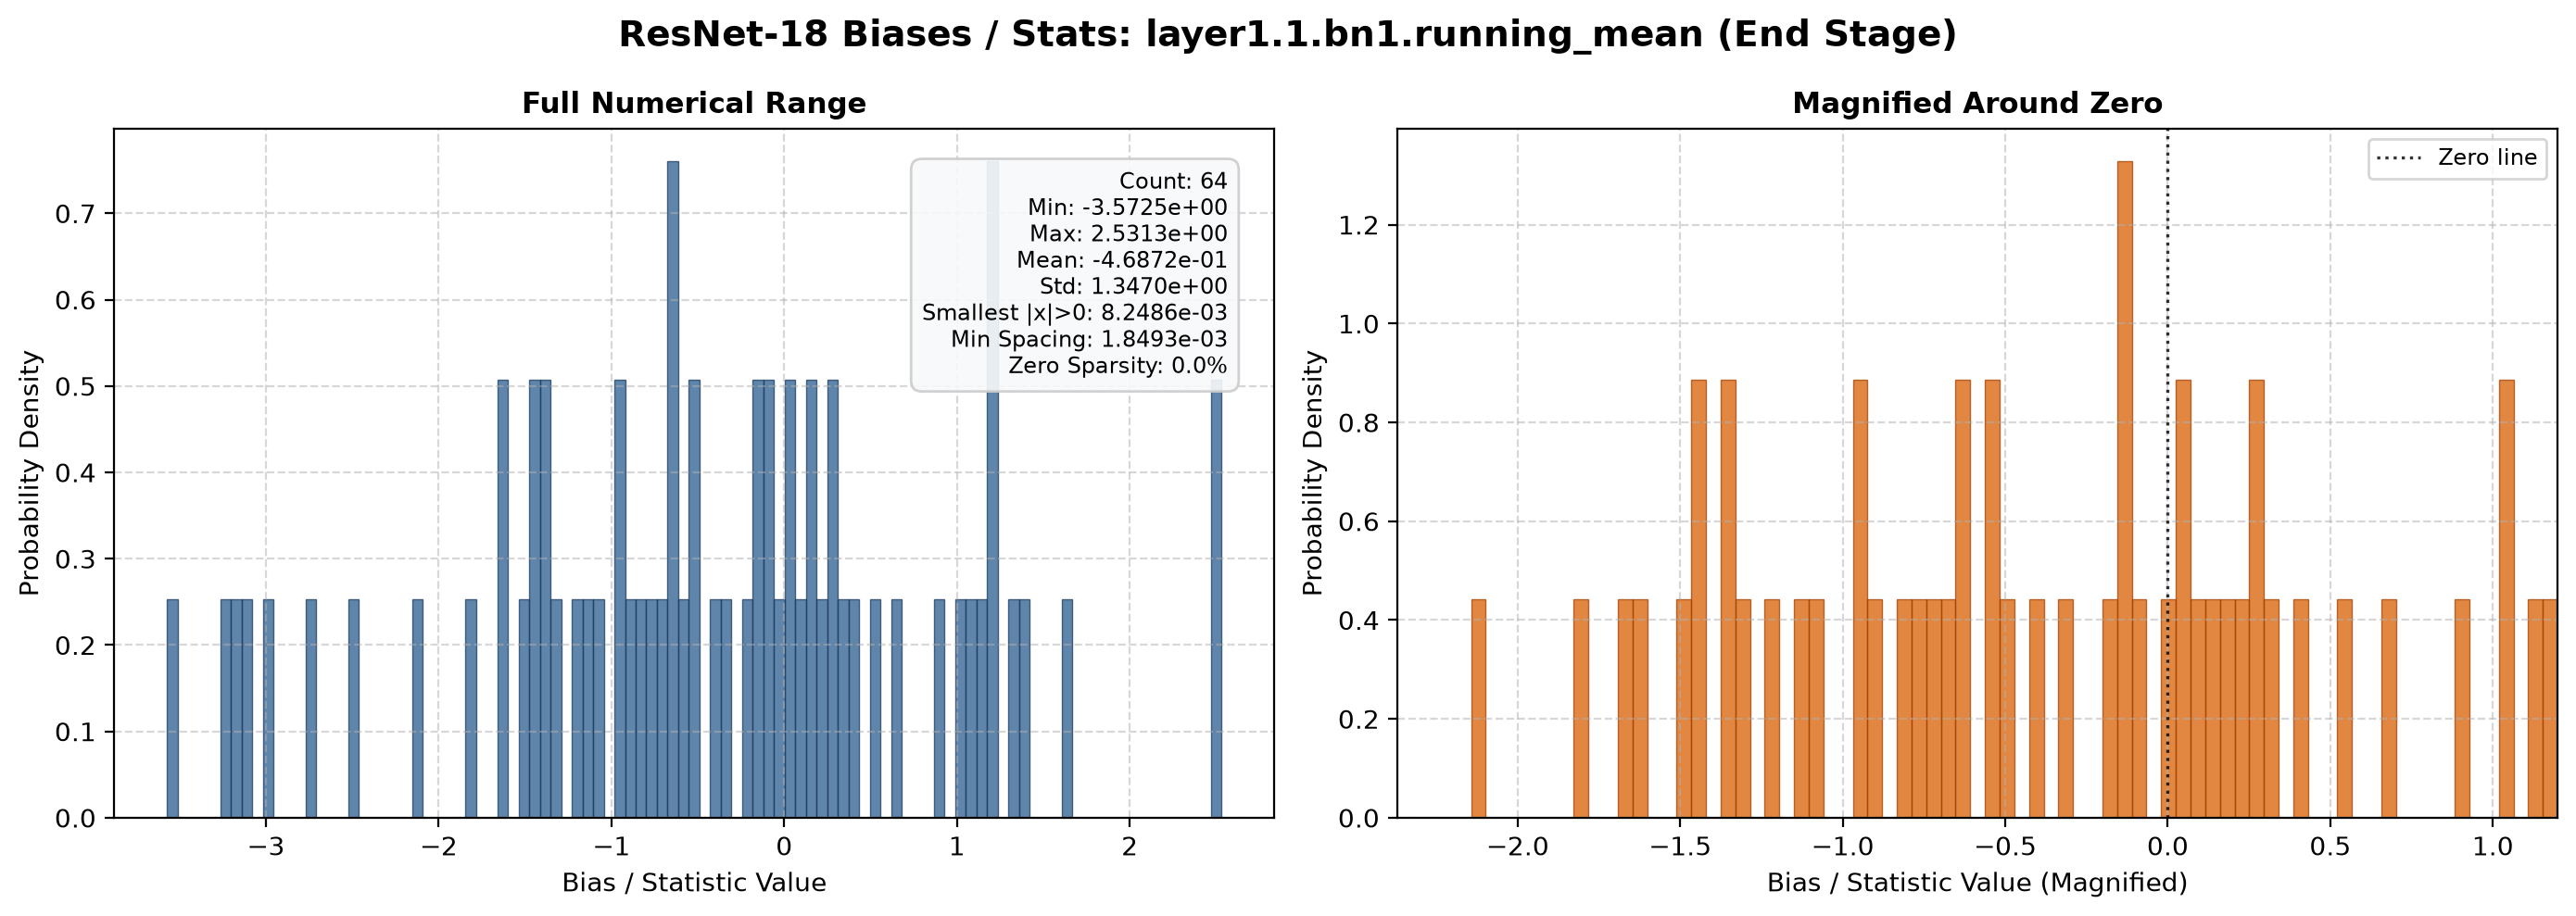 ResNet-18 Biases / Stats: layer1.1.bn1.running_mean (End Stage)
Full Numerical Range
Probability Density
0.7
0.6
0.5
0.4
0.3
0.2
0.1
0.0
Count: 64
Min: -3.5725e+00
Max: 2.5313e+00
Mean: -4.6872e-01
Std: 1.3470e+00
Smallest |x|>0: 8.2486e-03
Min Spacing: 1.8493e-03
Zero Sparsity: 0.0%
−3 −2 −1 0 1 2
Bias / Statistic Value
Magnified Around Zero
Probability Density
1.2
1.0
0.8
0.6
0.4
0.2
0.0
Zero line
−2.0 −1.5 −1.0 −0.5 0.0 0.5 1.0
Bias / Statistic Value (Magnified)